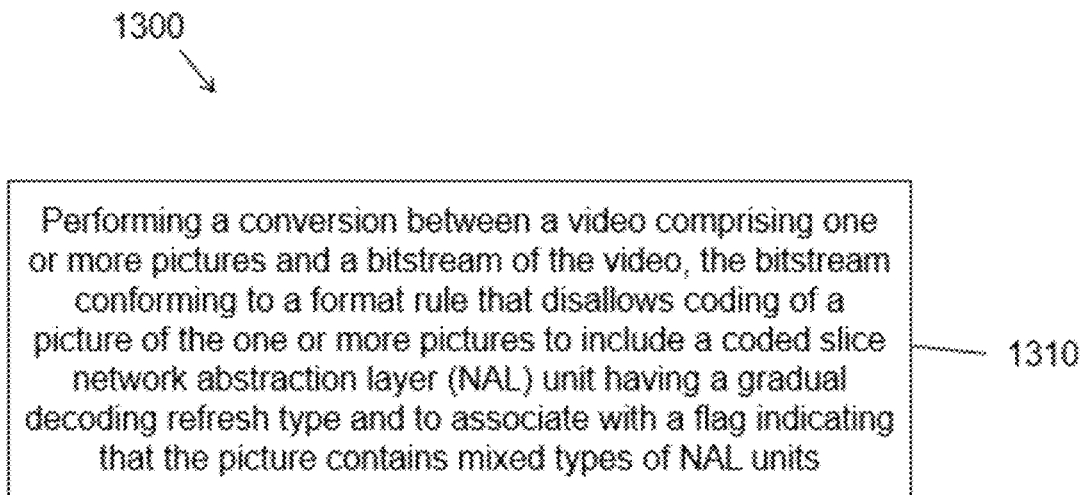 1300
Performing a conversion between a video comprising one
or more pictures and a bitstream of the video, the bitstream
conforming to a format rule that disallows coding of a
picture of the one or more pictures to include a coded slice
network abstraction layer (NAL) unit having a gradual
decoding refresh type and to associate with a flag indicating
that the picture contains mixed types of NAL units
1310